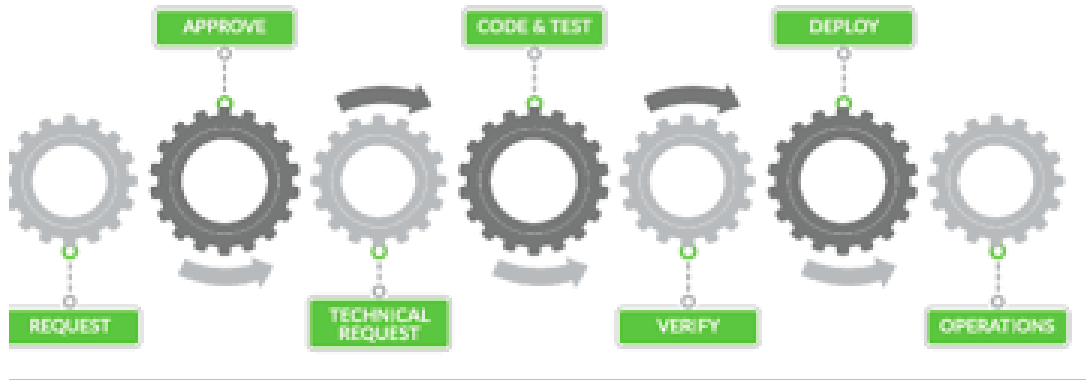 APPROVE
CODE & TEST
DEPLOY
REQUEST
TECHNICAL
REQUEST
VERIFY
OPERATIONS